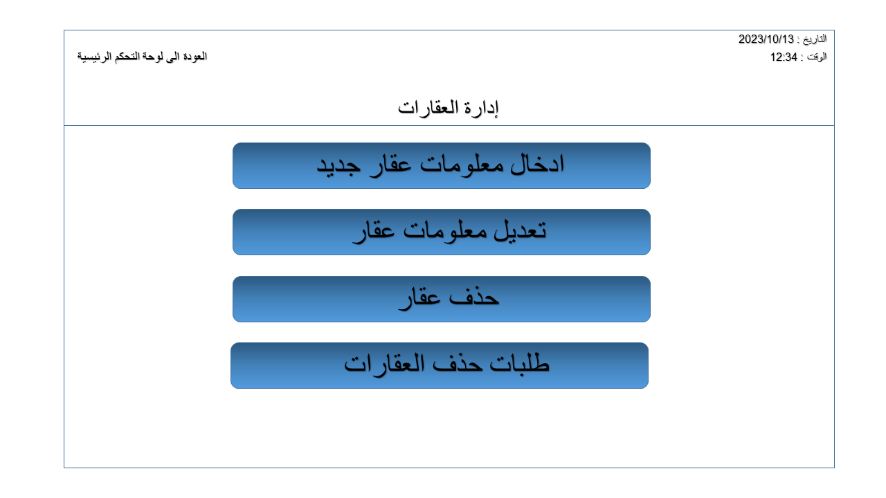 التاريخ : 2023/10/13
الوقت : 12:34
العودة الى لوحة التحكم الرئيسية
إدارة العقارات
ادخال معلومات عقار جديد
تعديل معلومات عقار
حذف عقار
طلبات حذف العقارات